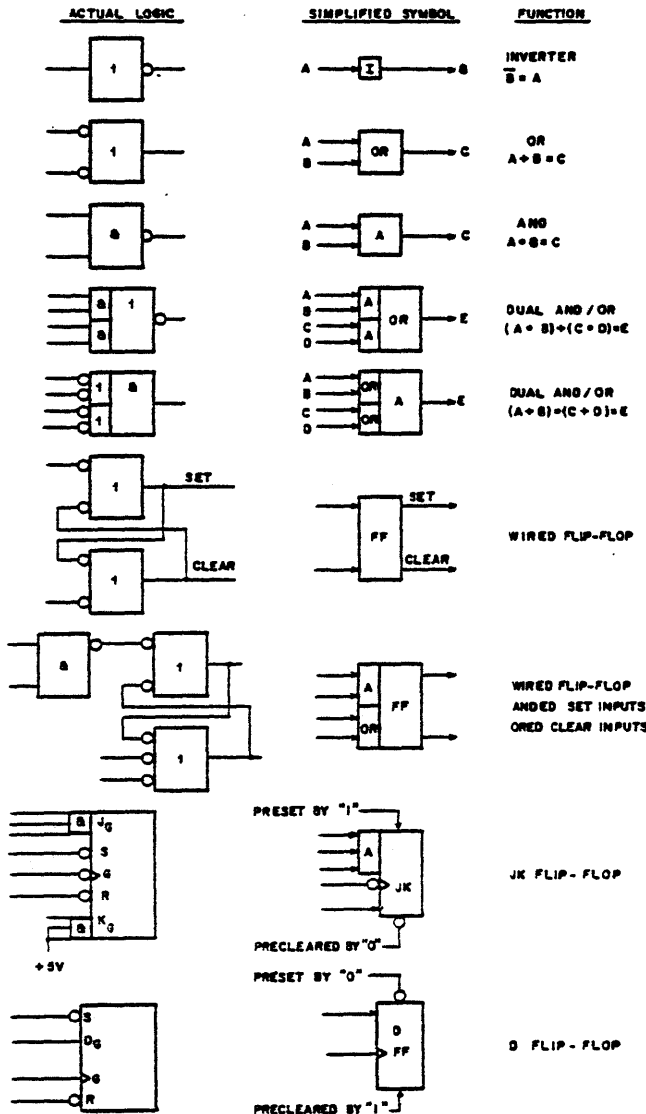 ACTUAL LOGIC
SIMPLIFIED SYMBOL
FUNCTION
1
A I B
INVERTER
B̅ = A
1
A
B OR C
OR
A + B = C
&
A
B A C
AND
A • B = C
& 1
&
A
B A
C OR E
D A
DUAL AND/OR
(A • B)+(C • D)=E
1 &
1
A
B OR
C A E
D OR
DUAL AND/OR
(A + B)•(C + D)=E
1
SET
1
CLEAR
SET
FF
CLEAR
WIRED FLIP-FLOP
& 1
1
A
FF
OR
WIRED FLIP-FLOP
ANDED SET INPUTS
ORED CLEAR INPUTS
& JG
S
G
R
KG
&
+5V
PRESET BY "1"
A
JK
PRECLEARED BY "0"
JK FLIP-FLOP
S
DG
G
R
PRESET BY "0"
D
FF
PRECLEARED BY "1"
D FLIP-FLOP